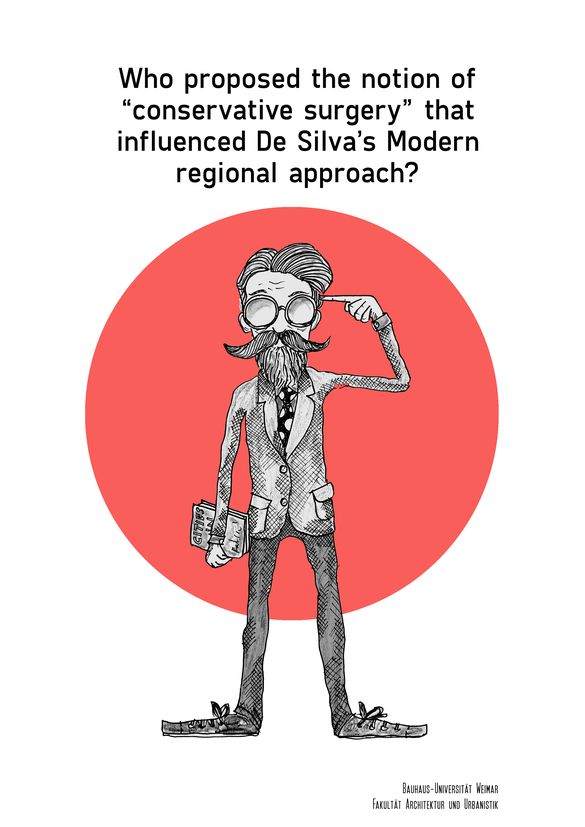 Who proposed the notion of
“conservative surgery” that
influenced De Silva’s Modern
regional approach?
CITIES
Bauhaus-Universität Weimar
Fakultät Architektur und Urbanistik